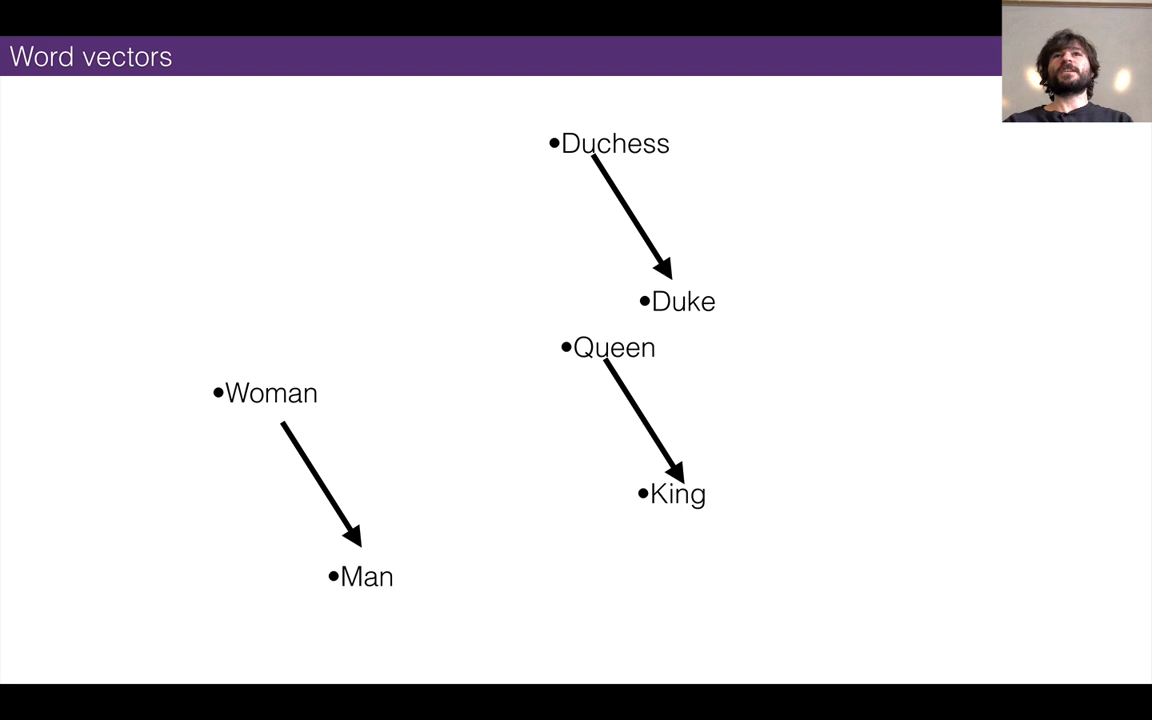 Word vectors
•Duchess
•Duke
•Queen
•Woman
•King
•Man